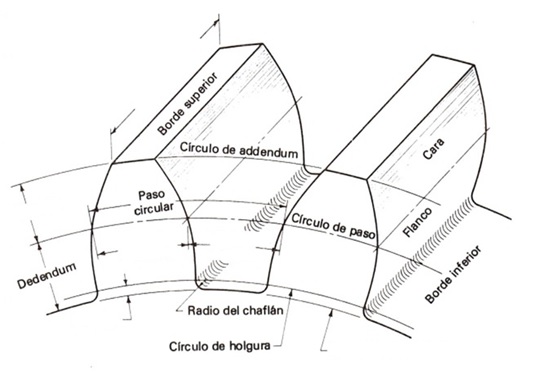 Borde superior
Círculo de addendum
Cara
Paso
circular
Círculo de paso
Flanco
Dedendum
Borde inferior
Radio del chaflán
Círculo de holgura